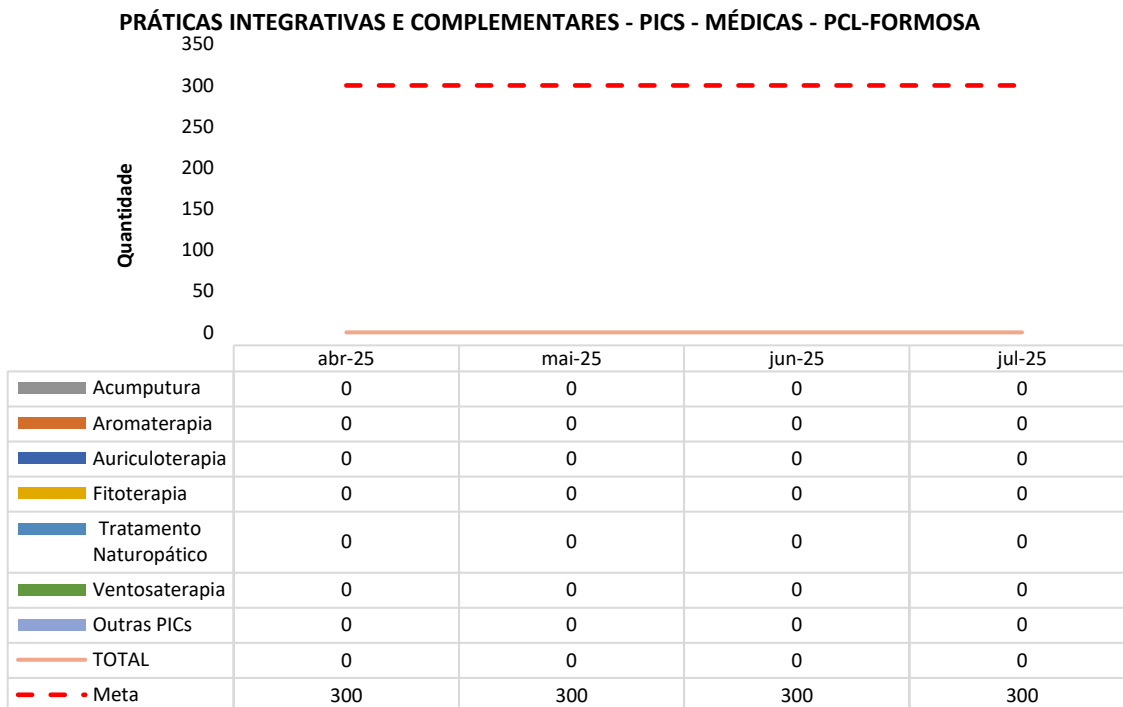 PRÁTICAS INTEGRATIVAS E COMPLEMENTARES - PICS - MÉDICAS - PCL-FORMOSA
350
300
250
200
150
100
50
0
Quantidade
abr-25 mai-25 jun-25 jul-25
Acumputura 0 0 0 0
Aromaterapia 0 0 0 0
Auriculoterapia 0 0 0 0
Fitoterapia 0 0 0 0
Tratamento
Naturopático 0 0 0 0
Ventosaterapia 0 0 0 0
Outras PICs 0 0 0 0
TOTAL 0 0 0 0
Meta 300 300 300 300